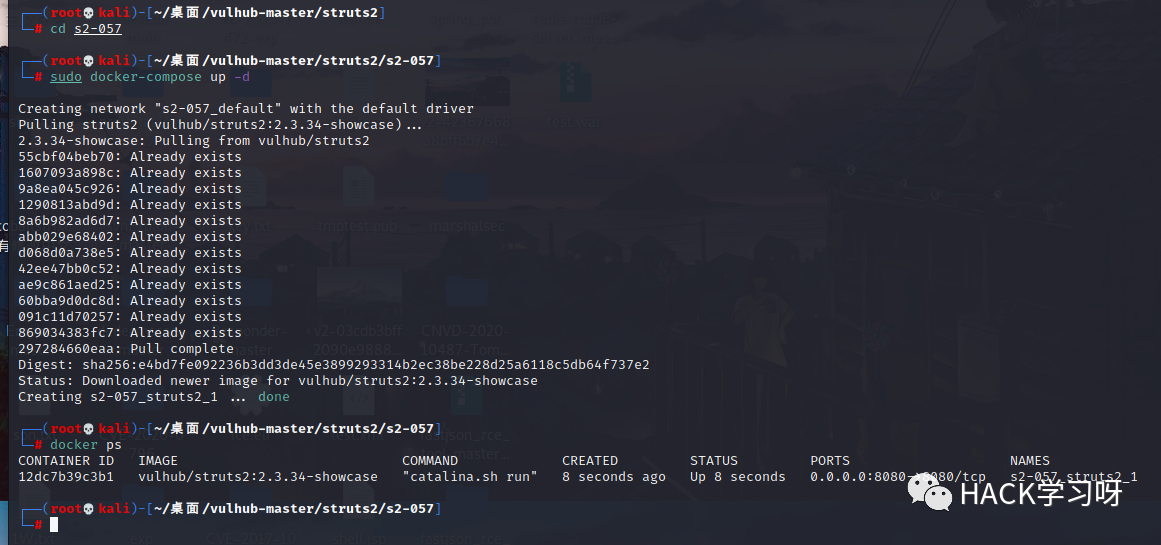 ┌──(root💀kali)-[~/桌面/vulhub-master/struts2]
└─# cd s2-057
┌──(root💀kali)-[~/桌面/vulhub-master/struts2/s2-057]
└─# sudo docker-compose up -d
Creating network "s2-057_default" with the default driver
Pulling struts2 (vulhub/struts2:2.3.34-showcase)...
2.3.34-showcase: Pulling from vulhub/struts2
55cbf04beb70: Already exists
1607093a898c: Already exists
9a8ea045c926: Already exists
1290813abd9d: Already exists
8a6b982ad6d7: Already exists
abb029e68402: Already exists
d068d0a738e5: Already exists
42ee47bb0c52: Already exists
ae9c861aed25: Already exists
60bba9d0dc8d: Already exists
091c11d70257: Already exists
869034383fc7: Already exists
297284660eaa: Pull complete
Digest: sha256:e4bd7fe092236b3dd3de45e3899293314b2ec38be228d25a6118c5db64f737e2
Status: Downloaded newer image for vulhub/struts2:2.3.34-showcase
Creating s2-057_struts2_1 ... done
┌──(root💀kali)-[~/桌面/vulhub-master/struts2/s2-057]
└─# docker ps
CONTAINER ID IMAGE COMMAND CREATED STATUS PORTS NAMES
12dc7b39c3b1 vulhub/struts2:2.3.34-showcase "catalina.sh run" 8 seconds ago Up 8 seconds 0.0.0.0:8080->8080/tcp s2-057_struts2_1
┌──(root💀kali)-[~/桌面/vulhub-master/struts2/s2-057]
└─#
HACK学习呀